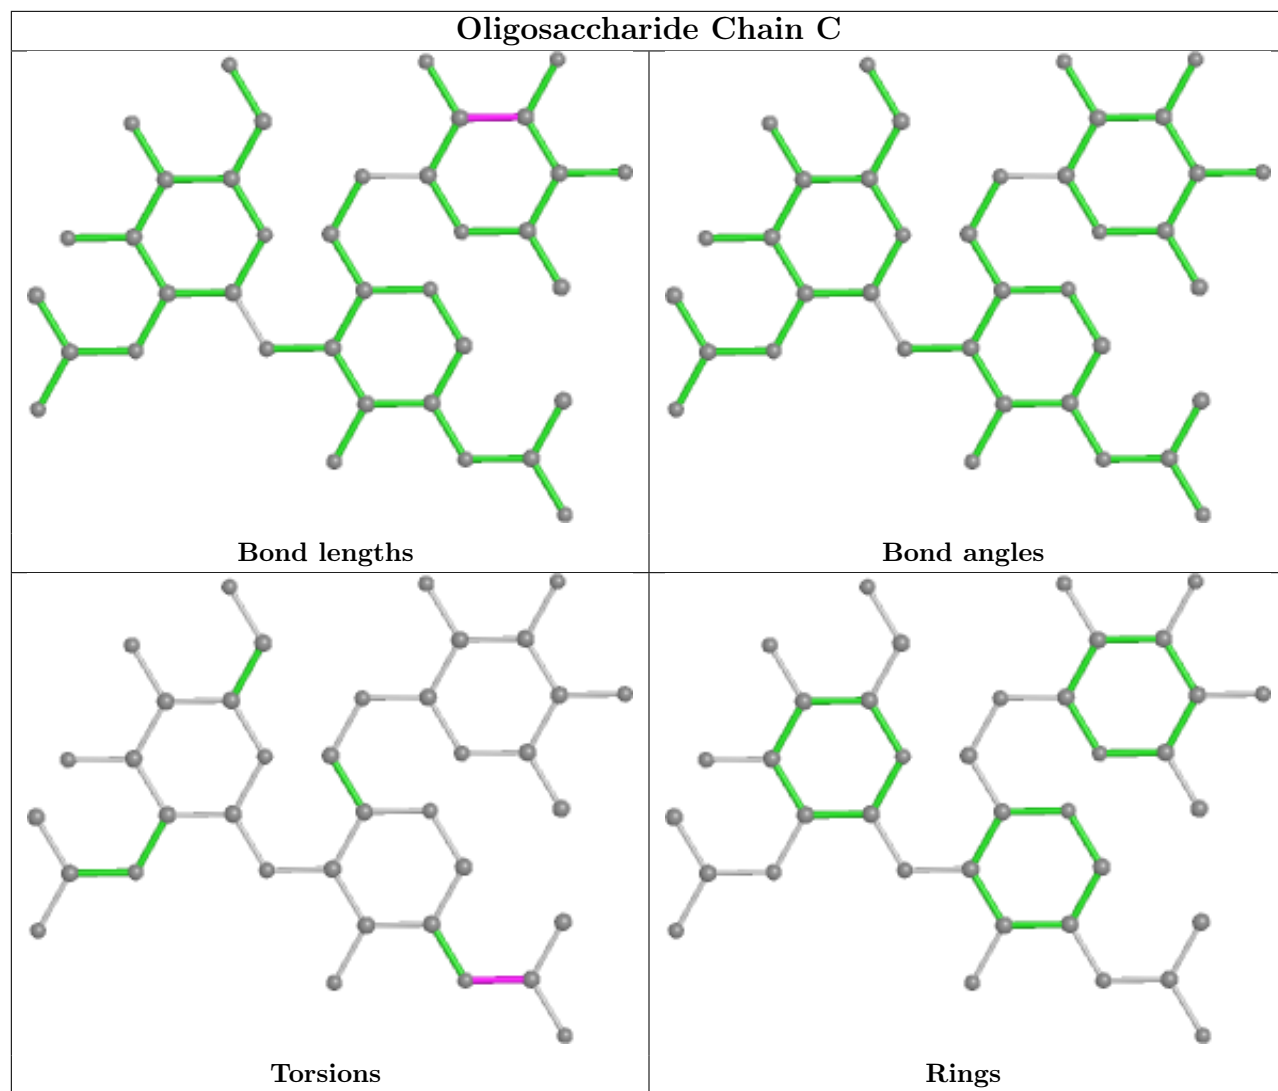 Oligosaccharide Chain C
Bond lengths
Bond angles
Torsions
Rings